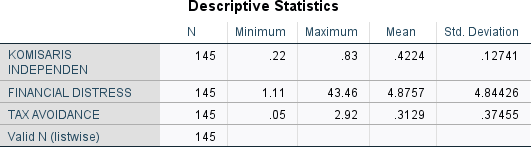 Descriptive Statistics
N Minimum Maximum Mean Std. Deviation
KOMISARIS INDEPENDEN 145 .22 .83 .4224 .12741
FINANCIAL DISTRESS 145 1.11 43.46 4.8757 4.84426
TAX AVOIDANCE 145 .05 2.92 .3129 .37455
Valid N (listwise) 145